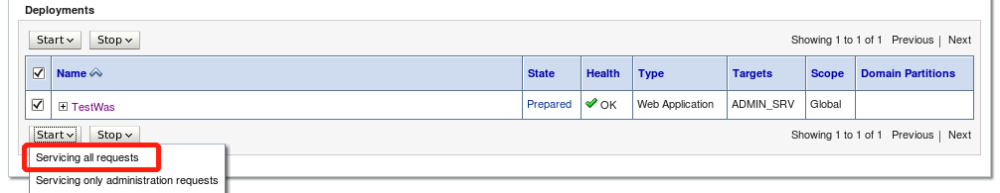 Deployments
Start Stop Showing 1 to 1 of 1 Previous | Next
Name State Health Type Targets Scope Domain Partitions
TestWas Prepared OK Web Application ADMIN_SRV Global
Start Stop Showing 1 to 1 of 1 Previous | Next
Servicing all requests
Servicing only administration requests